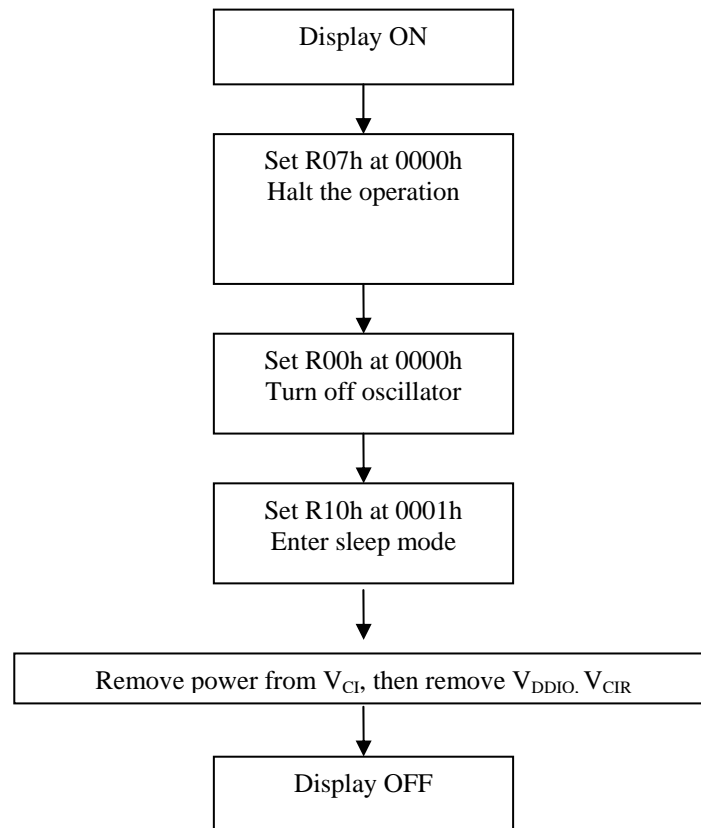 Display ON
Set R07h at 0000h
Halt the operation
Set R00h at 0000h
Turn off oscillator
Set R10h at 0001h
Enter sleep mode
Remove power from VCI, then remove VDDIO. VCIR
Display OFF